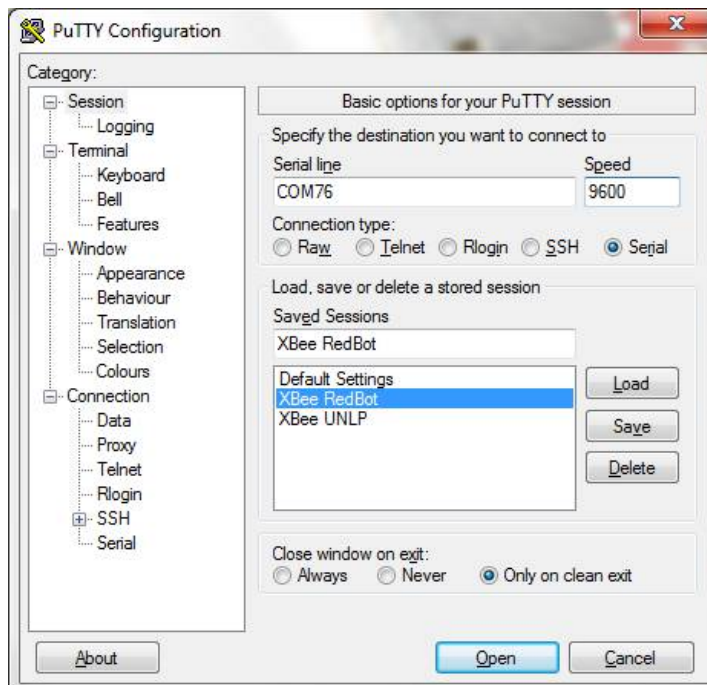 PuTTY Configuration
x
Category:
Session
Logging
Terminal
Keyboard
Bell
Features
Window
Appearance
Behaviour
Translation
Selection
Colours
Connection
Data
Proxy
Telnet
Rlogin
SSH
Serial
Basic options for your PuTTY session
Specify the destination you want to connect to
Serial line Speed
COM76 9600
Connection type:
Raw Telnet Rlogin SSH Serial
Load, save or delete a stored session
Saved Sessions
XBee RedBot
Default Settings
XBee RedBot
XBee UNLP
Load
Save
Delete
Close window on exit:
Always Never Only on clean exit
About Open Cancel